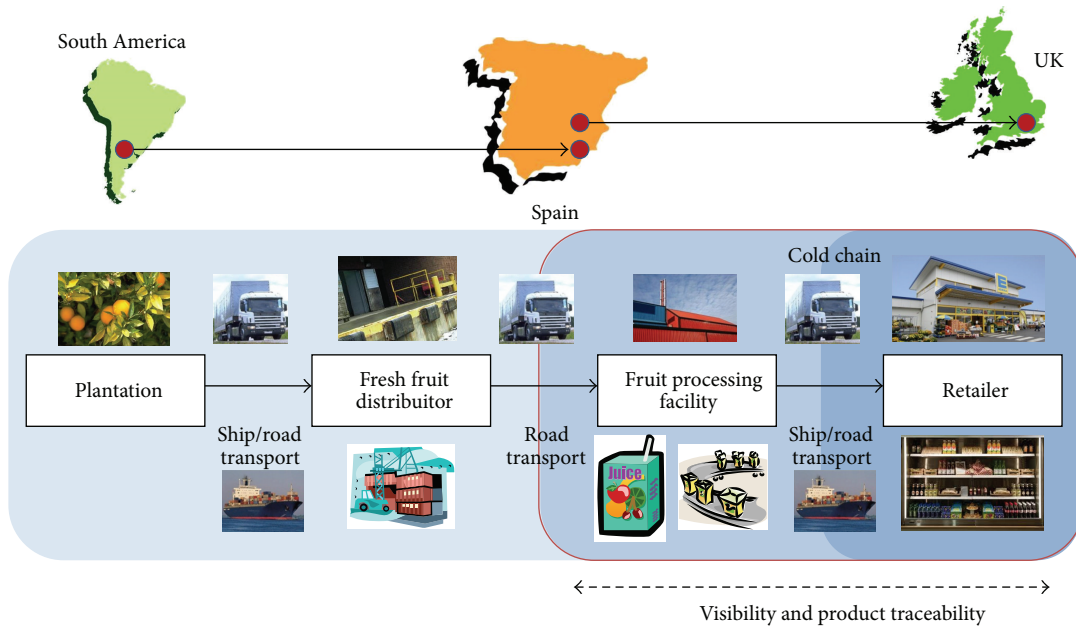 South America
UK
Spain
Cold chain
Plantation
Fresh fruit
distribuitor
Fruit processing
facility
Retailer
Ship/road
transport
Road
transport
Ship/road
transport
Juice
E
Visibility and product traceability